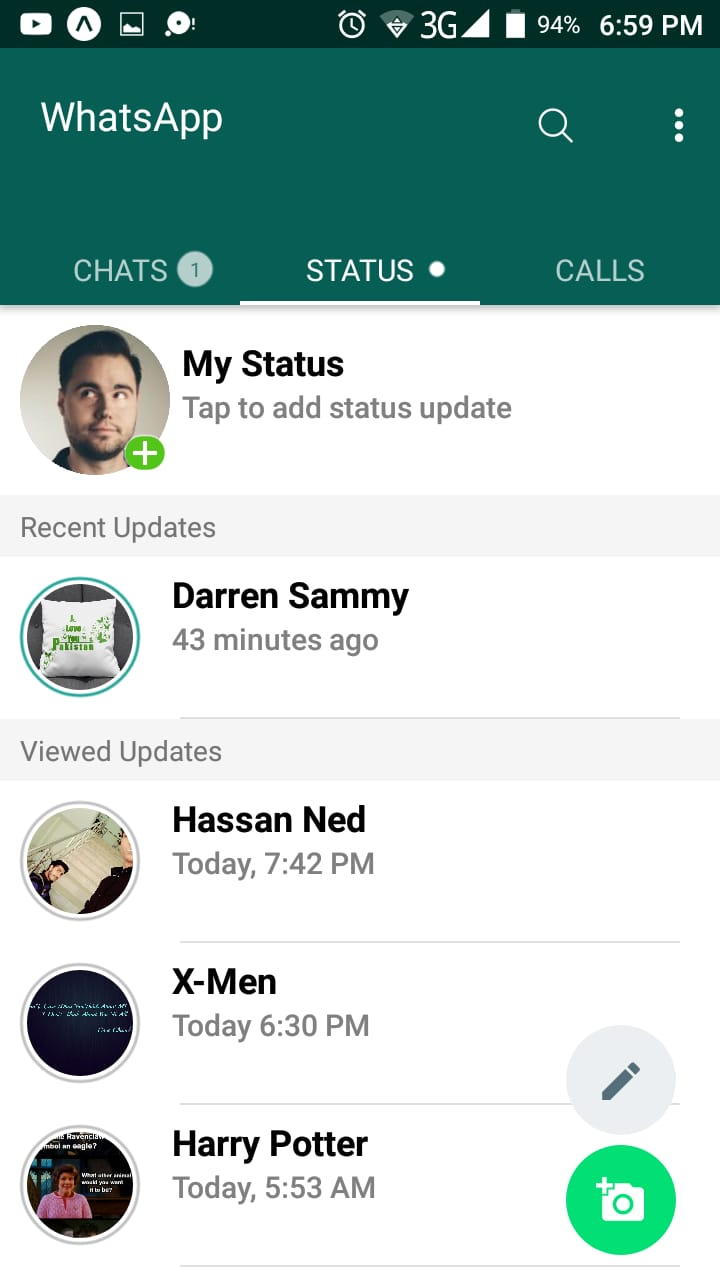 3G 94% 6:59 PM
WhatsApp
CHATS 1 STATUS CALLS
My Status
Tap to add status update
Recent Updates
Darren Sammy
43 minutes ago
I
Love
You
Pakistan
Viewed Updates
Hassan Ned
Today, 7:42 PM
X-Men
Today 6:30 PM
Harry Potter
Today, 5:53 AM
Ravenclaw
an eagle?
What other animal
would you want
it to be?